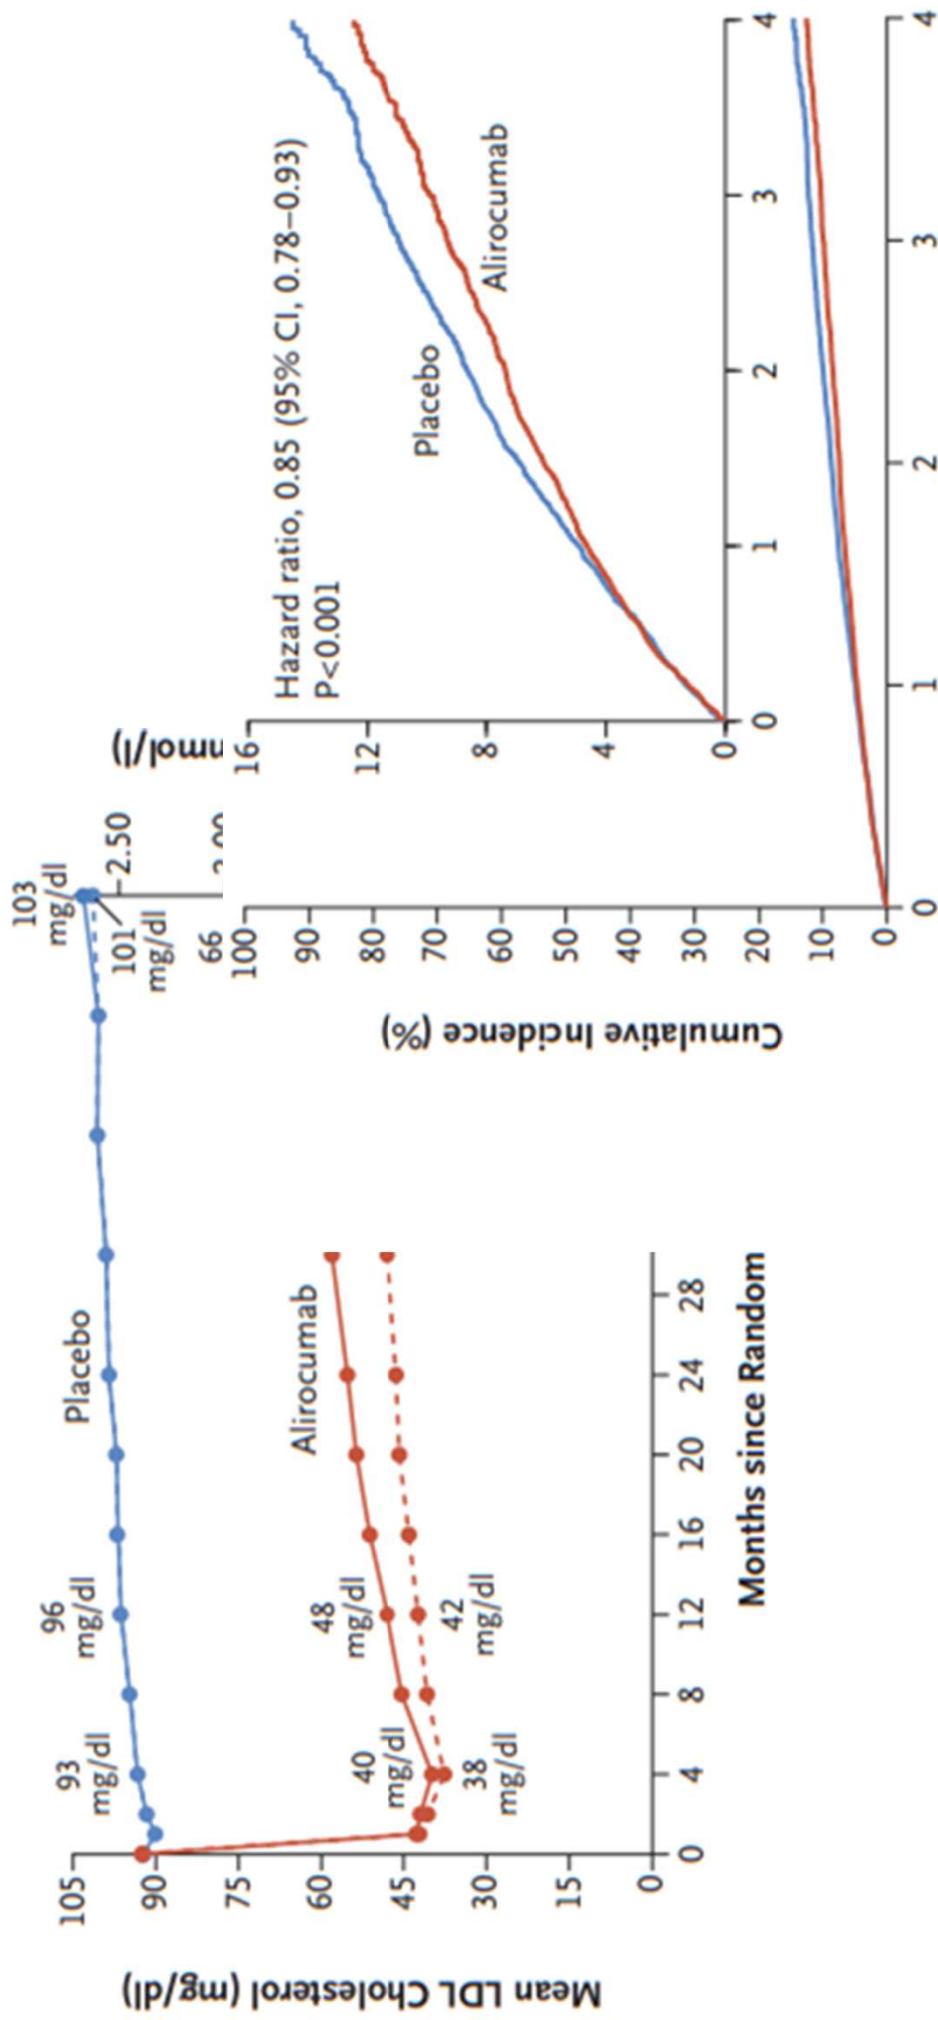 103
mg/dl
101
mg/dl
2.50
66
Placebo
93
mg/dl
96
mg/dl
Alirocumab
40
mg/dl
48
mg/dl
38
mg/dl
42
mg/dl
105
90
75
60
45
30
15
0
Mean LDL Cholesterol (mg/dl)
0 4 8 12 16 20 24 28
Months since Random
Hazard ratio, 0.85 (95% CI, 0.78–0.93)
P<0.001
Placebo
Alirocumab
16
12
8
4
0
0 1 2 3 4
100
90
80
70
60
50
40
30
20
10
0
Cumulative Incidence (%)
0 1 2 3 4